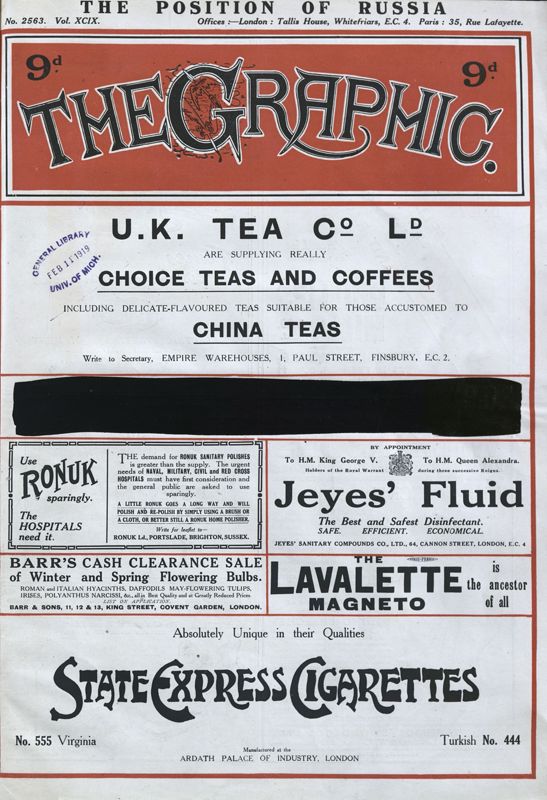 THE POSITION OF RUSSIA
No. 2563. Vol. XCIX.
Offices :—London : Tallis House, Whitefriars, E.C. 4. Paris : 35, Rue Lafayette.
9d.
9d.
THE GRAPHIC.
U.K. TEA Co LD
ARE SUPPLYING REALLY
CHOICE TEAS AND COFFEES
INCLUDING DELICATE-FLAVOURED TEAS SUITABLE FOR THOSE ACCUSTOMED TO
CHINA TEAS
Write to Secretary, EMPIRE WAREHOUSES, 1, PAUL STREET, FINSBURY, E.C. 2.
GENERAL LIBRARY
FEB 11 1919
UNIV. OF MICH.
Use
RONUK
sparingly.
The
HOSPITALS
need it.
THE demand for RONUK SANITARY POLISHES
is greater than the supply. The urgent
needs of NAVAL, MILITARY, CIVIL and RED CROSS
HOSPITALS must have first consideration and
the general public are asked to use
sparingly.
A LITTLE RONUK GOES A LONG WAY AND WILL
POLISH AND RE-POLISH BY SIMPLY USING A BRUSH OR
A CLOTH, OR BETTER STILL A RONUK HOME POLISHER.
Write for leaflet to—
RONUK Ld., PORTSLADE, BRIGHTON, SUSSEX.
BY APPOINTMENT
To H.M. King George V.
To H.M. Queen Alexandra.
Holders of the Royal Warrant
during three successive Reigns.
Jeyes' Fluid
The Best and Safest Disinfectant.
SAFE. EFFICIENT. ECONOMICAL.
JEYES' SANITARY COMPOUNDS CO., LTD., 64, CANNON STREET, LONDON, E.C. 4
BARR'S CASH CLEARANCE SALE
of Winter and Spring Flowering Bulbs.
ROMAN and ITALIAN HYACINTHS, DAFFODILS MAY-FLOWERING TULIPS,
IRISES, POLYANTHUS NARCISSI, &c., all in Best Quality and at Greatly Reduced Prices
LIST ON APPLICATION.
BARR & SONS, 11, 12 & 13, KING STREET, COVENT GARDEN, LONDON.
THE
LAVALETTE
MAGNETO
is
the ancestor
of all
Absolutely Unique in their Qualities
STATE EXPRESS CIGARETTES
No. 555 Virginia
Turkish No. 444
Manufactured at the
ARDATH PALACE OF INDUSTRY, LONDON